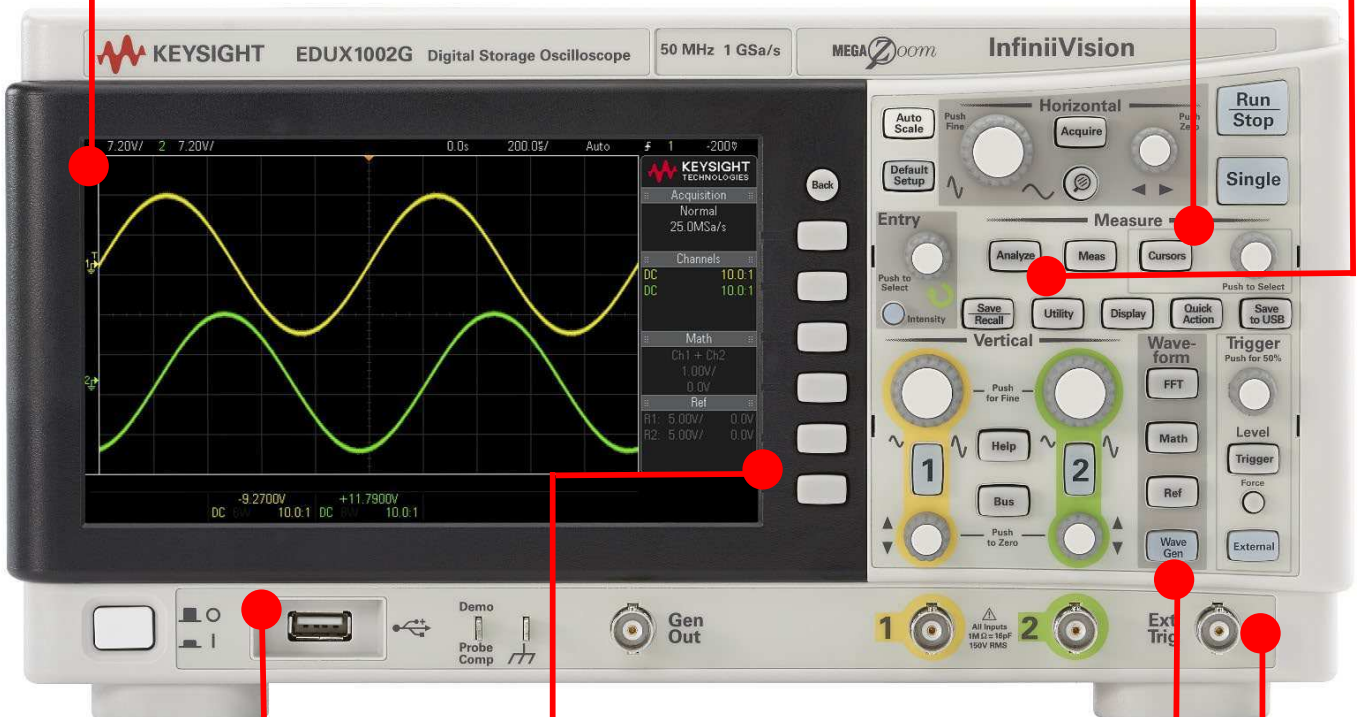 KEYSIGHT EDUX1002G Digital Storage Oscilloscope 50 MHz 1 GSa/s MEGA Zoom InfiniiVision
7.20V/ 2 7.20V/ 0.0s 200.0s/ Auto 1 -200V
KEYSIGHT
TECHNOLOGIES
Acquisition
Normal
25.0MSa/s
Channels
DC 10.0:1
DC 10.0:1
Math
Ch1 + Ch2
1.00V/
0.0V
Ref
R1: 5.00V/ 0.0V
R2: 5.00V/ 0.0V
T
1
2
-9.2700V +11.7900V
DC BW 10.0:1 DC BW 10.0:1
Back
Auto
Scale
Default
Setup
Horizontal
Push
Fine
Acquire
Push
Zero
Run
Stop
Single
Entry
Push to
Select
Intensity
Measure
Analyze
Meas
Cursors
Push to Select
Save
Recall
Utility
Display
Quick
Action
Save
to USB
Vertical
Push
for Fine
1
Help
2
Bus
Push
to Zero
Wave-
form
FFT
Math
Ref
Wave
Gen
Trigger
Push for 50%
Level
Trigger
Force
External
Demo
Probe
Comp
Gen
Out
1
All Inputs
1MΩ = 16pF
150V RMS
2
Ext
Trig